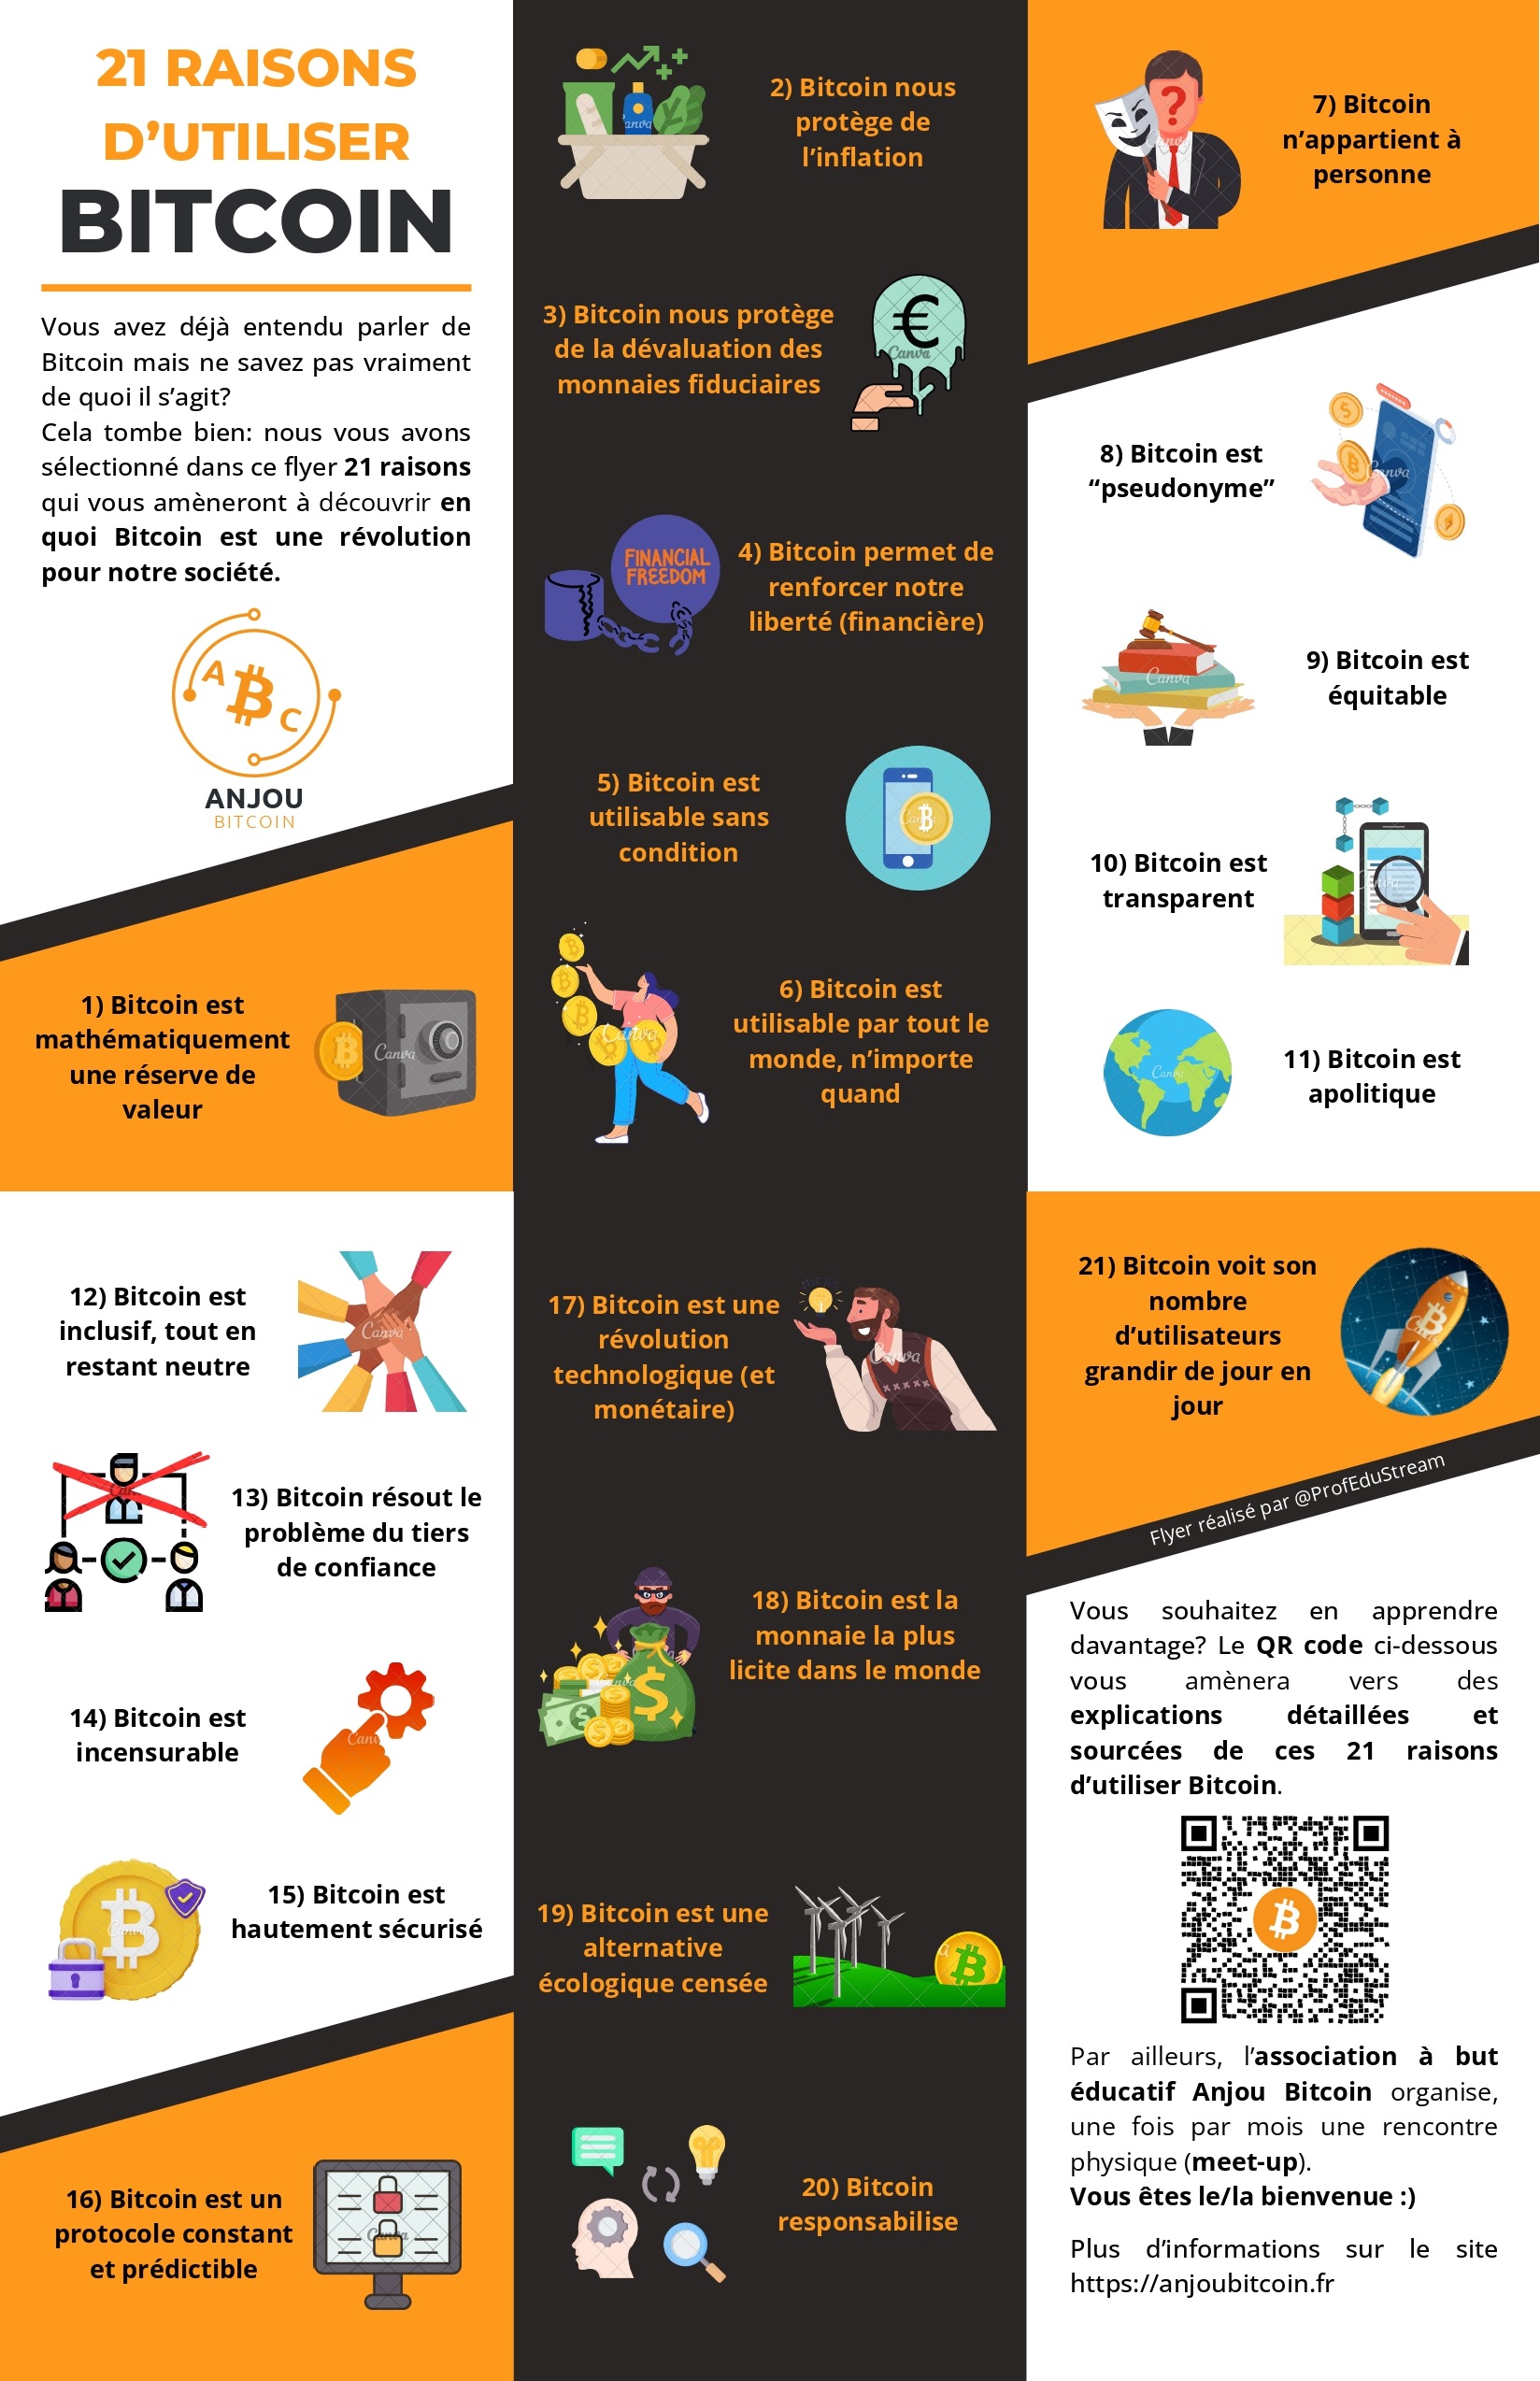 21 RAISONS
D’UTILISER
BITCOIN
Vous avez déjà entendu parler de
Bitcoin mais ne savez pas vraiment
de quoi il s’agit?
Cela tombe bien: nous vous avons
sélectionné dans ce flyer 21 raisons
qui vous amèneront à découvrir en
quoi Bitcoin est une révolution
pour notre société.
A
C
ANJOU
BITCOIN
1) Bitcoin est
mathématiquement
une réserve de
valeur
Canva
2) Bitcoin nous
protège de
l’inflation
3) Bitcoin nous protège
de la dévaluation des
monnaies fiduciaires
€
Canva
FINANCIAL
FREEDOM
4) Bitcoin permet de
renforcer notre
liberté (financière)
5) Bitcoin est
utilisable sans
condition
6) Bitcoin est
utilisable par tout le
monde, n’importe
quand
Canva
7) Bitcoin
n’appartient à
personne
?
8) Bitcoin est
“pseudonyme”
Canva
9) Bitcoin est
équitable
Canva
10) Bitcoin est
transparent
Canva
11) Bitcoin est
apolitique
Canva
12) Bitcoin est
inclusif, tout en
restant neutre
Canva
13) Bitcoin résout le
problème du tiers
de confiance
14) Bitcoin est
incensurable
15) Bitcoin est
hautement sécurisé
16) Bitcoin est un
protocole constant
et prédictible
Canva
17) Bitcoin est une
révolution
technologique (et
monétaire)
Canva
18) Bitcoin est la
monnaie la plus
licite dans le monde
$
19) Bitcoin est une
alternative
écologique censée
20) Bitcoin
responsabilise
21) Bitcoin voit son
nombre
d’utilisateurs
grandir de jour en
jour
Flyer réalisé par @ProfEduStream
Vous souhaitez en apprendre
davantage? Le QR code ci-dessous
vous amènera vers des
explications détaillées et
sourcées de ces 21 raisons
d’utiliser Bitcoin.
Par ailleurs, l’association à but
éducatif Anjou Bitcoin organise,
une fois par mois une rencontre
physique (meet-up).
Vous êtes le/la bienvenue :)
Plus d’informations sur le site
https://anjoubitcoin.fr